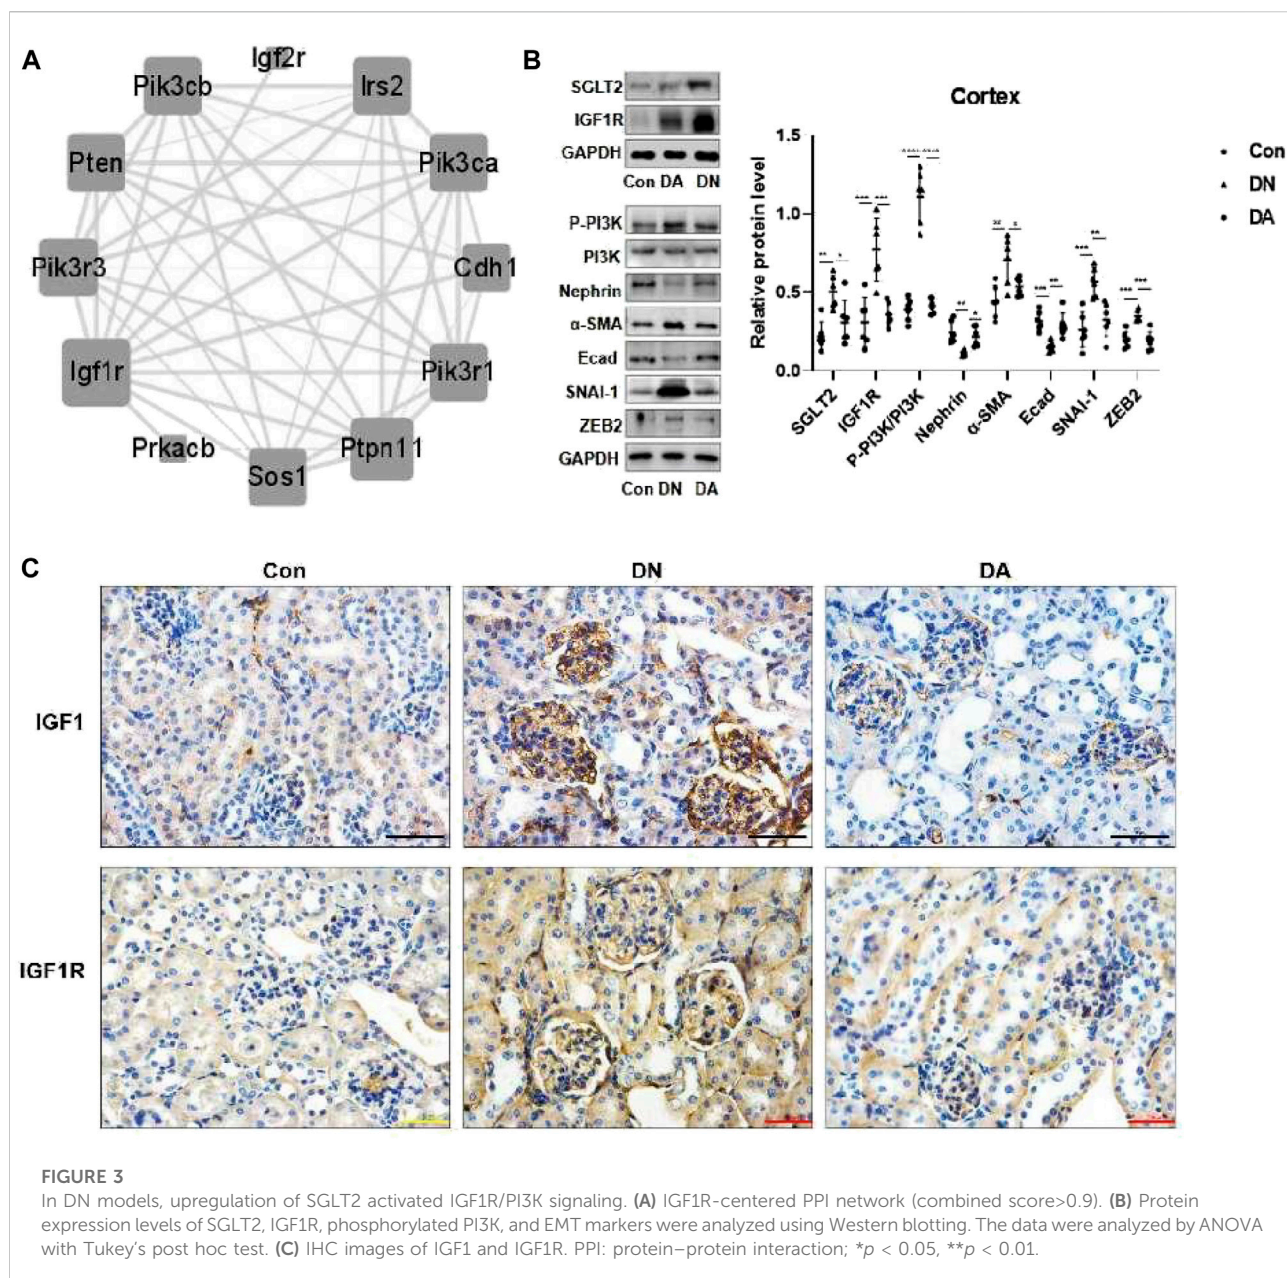 A
Igf2r
Pik3cb
Irs2
Pten
Pik3ca
Pik3r3
Cdh1
Igf1r
Pik3r1
Prkacb
Ptpn11
Sos1
B
SGLT2
IGF1R
GAPDH
Con DA DN
P-PI3K
PI3K
Nephrin
α-SMA
Ecad
SNAI-1
ZEB2
GAPDH
Con DN DA
Cortex
Relative protein level
1.5
1.0
0.5
0.0
SGLT2
IGF1R
P-PI3K/PI3K
Nephrin
α-SMA
Ecad
SNAI-1
ZEB2
Con
DN
DA
C
Con DN DA
IGF1
IGF1R
FIGURE 3
In DN models, upregulation of SGLT2 activated IGF1R/PI3K signaling. (A) IGF1R-centered PPI network (combined score>0.9). (B) Protein
expression levels of SGLT2, IGF1R, phosphorylated PI3K, and EMT markers were analyzed using Western blotting. The data were analyzed by ANOVA
with Tukey's post hoc test. (C) IHC images of IGF1 and IGF1R. PPI: protein–protein interaction; *p < 0.05, **p < 0.01.